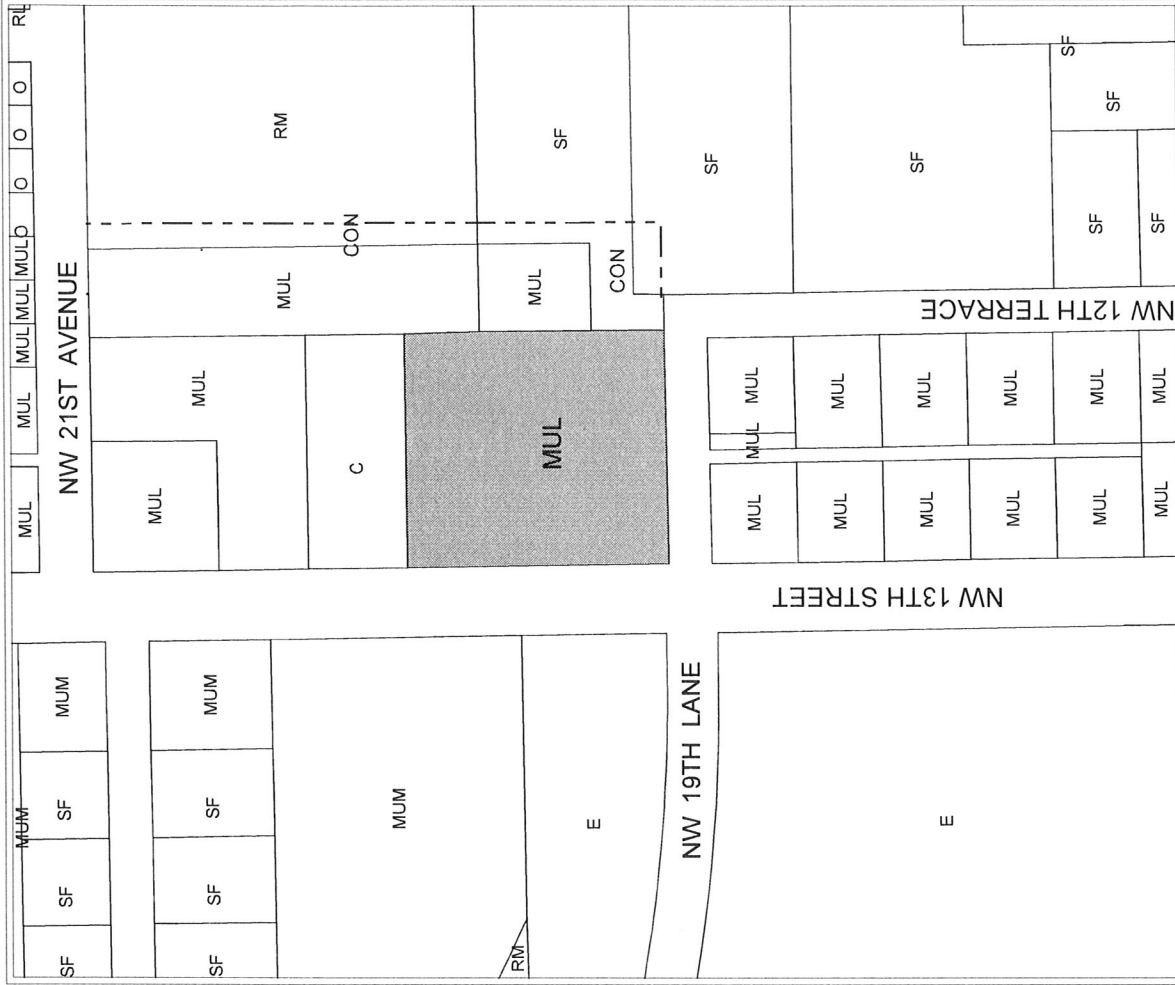 MUM
MUL
MUL
MUL
MUL
MUL
O
O
O
O
RL
SF
SF
SF
MUM
NW 21ST AVENUE
MUL
MUL
SF
SF
SF
MUM
MUL
RM
C
CON
MUM
RM
MUL
MUL
SF
E
CON
NW 19TH LANE
SF
MUL
MUL
MUL
MUL
MUL
NW 13TH STREET
MUL
MUL
SF
E
MUL
MUL
NW 12TH TERRACE
SF
MUL
MUL
SF
SF
MUL
MUL
SF